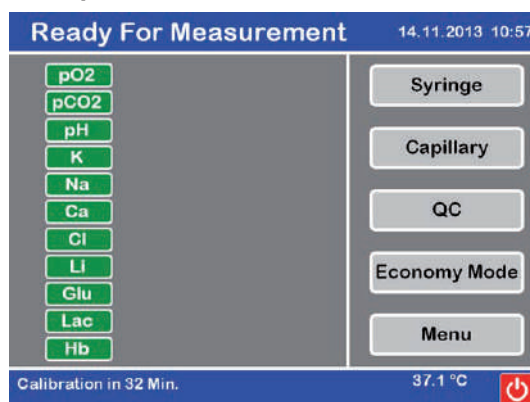 Ready For Measurement
14.11.2013 10:57
pO2
pCO2
pH
K
Na
Ca
Cl
Li
Glu
Lac
Hb
Syringe
Capillary
QC
Economy Mode
Menu
Calibration in 32 Min.
37.1 °C